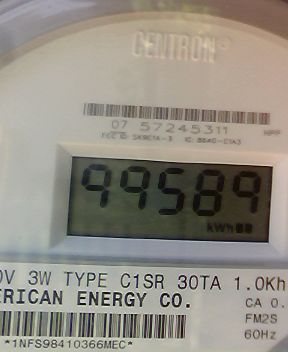 CENTRON®
07 57245311
99589
kWh
0V 3W TYPE C1SR 30TA 1.0Kh
ERICAN ENERGY CO.
CA 0.
FM2S
60Hz
*1NFS98410366MEC*